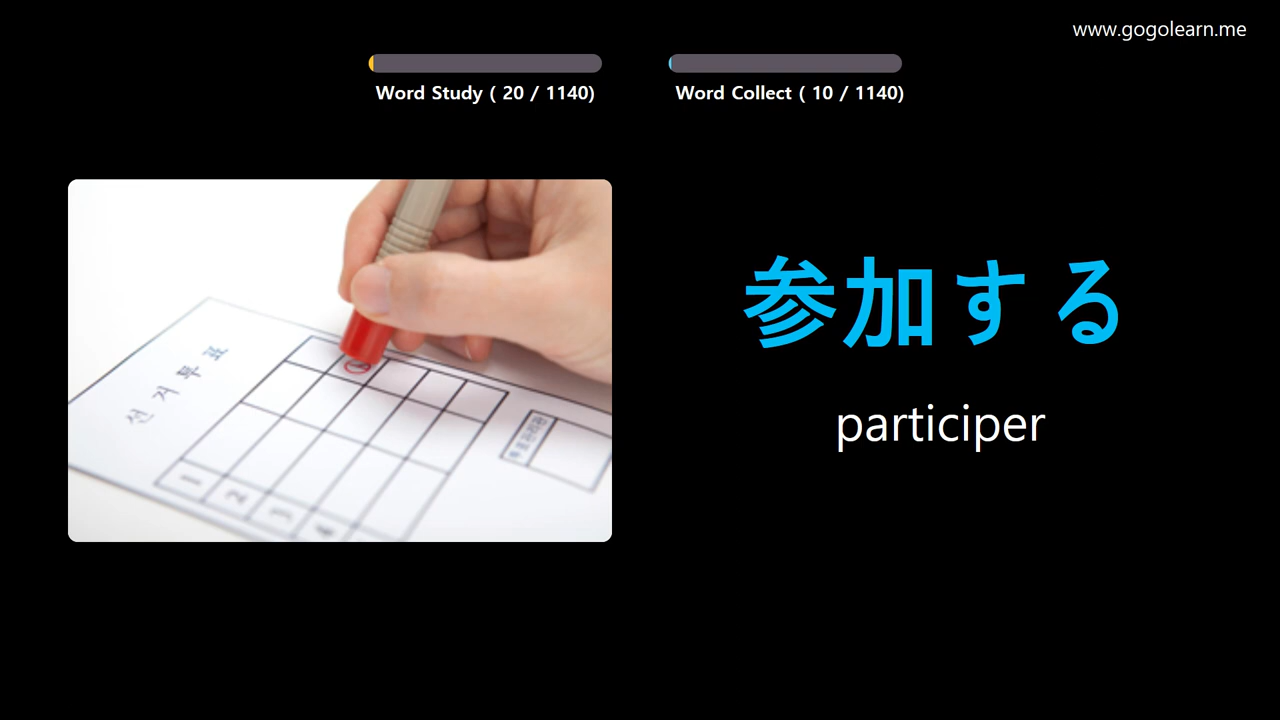 www.gogolearn.me
Word Study ( 20 / 1140)
Word Collect ( 10 / 1140)
선거투표
1
2
3
4
参加する
participer